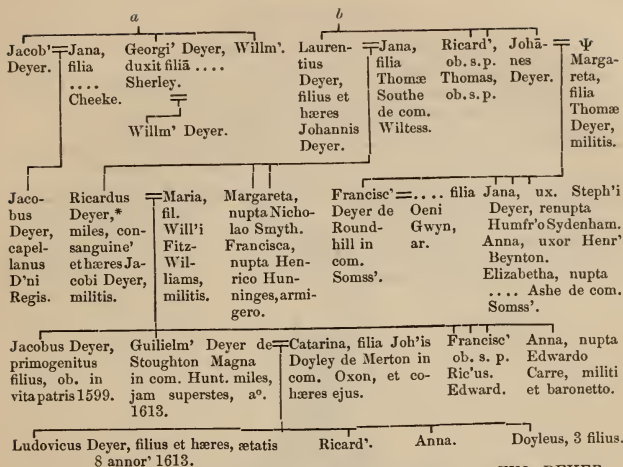 a
b
Jacob' Deyer.
Jana, filia .... Cheeke.
Georgi' Deyer, duxit filiā .... Sherley.
Willm'.
Willm' Deyer.
Laurentius Deyer, filius et hæres Johannis Deyer.
Jana, filia Thomæ Southe de com. Wiltess.
Ricard', ob. s. p.
Thomas, ob. s. p.
Johānes Deyer.
Ψ
Margareta, filia Thomæ Deyer, militis.
Jacobus Deyer, capellanus D'ni Regis.
Ricardus Deyer,* miles, consanguine' et hæres Jacobi Deyer, militis.
Maria, fil. Will'i Fitz-Williams, militis.
Margareta, nupta Nicholao Smyth.
Francisca, nupta Henrico Hunninges, armigero.
Francisc' Deyer de Roundhill in com. Somss'.
.... filia Oeni Gwyn, ar.
Jana, ux. Steph'i Deyer, renupta Humfr'o Sydenham.
Anna, uxor Henr' Beynton.
Elizabetha, nupta .... Ashe de com. Somss'.
Jacobus Deyer, primogenitus filius, ob. in vita patris 1599.
Guilielm' Deyer de Stoughton Magna in com. Hunt. miles, jam superstes, aº. 1613.
Catarina, filia Joh'is Doyley de Merton in com. Oxon, et cohæres ejus.
Francisc' ob. s. p.
Ric'us.
Edward.
Anna, nupta Edwardo Carre, militi et baronetto.
Ludovicus Deyer, filius et hæres, ætatis 8 annor' 1613.
Ricard'.
Anna.
Doyleus, 3 filius.